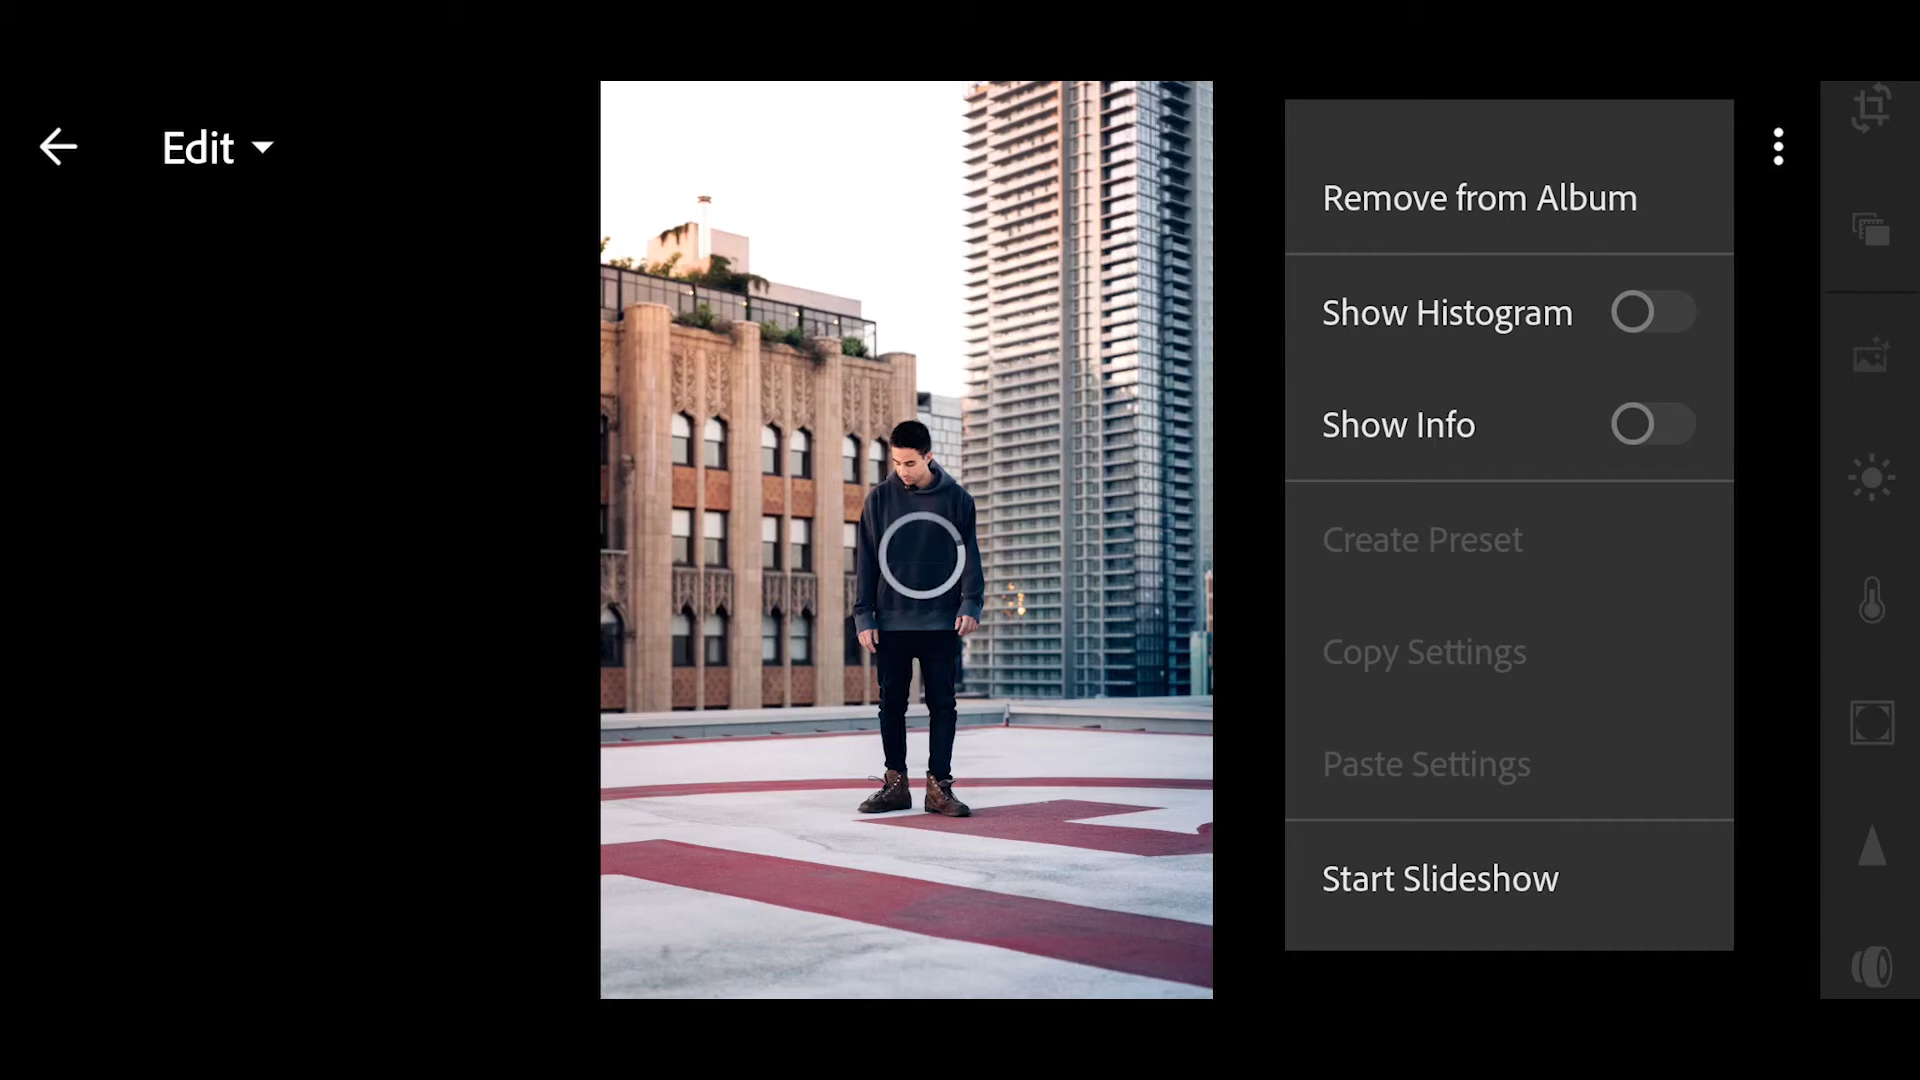 Edit
Remove from Album
Show Histogram
Show Info
Create Preset
Copy Settings
Paste Settings
Start Slideshow